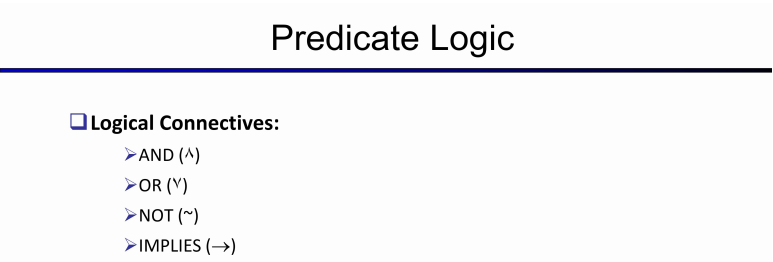 Predicate Logic
Logical Connectives:
AND (^)
OR (˅)
NOT (~)
IMPLIES (→)